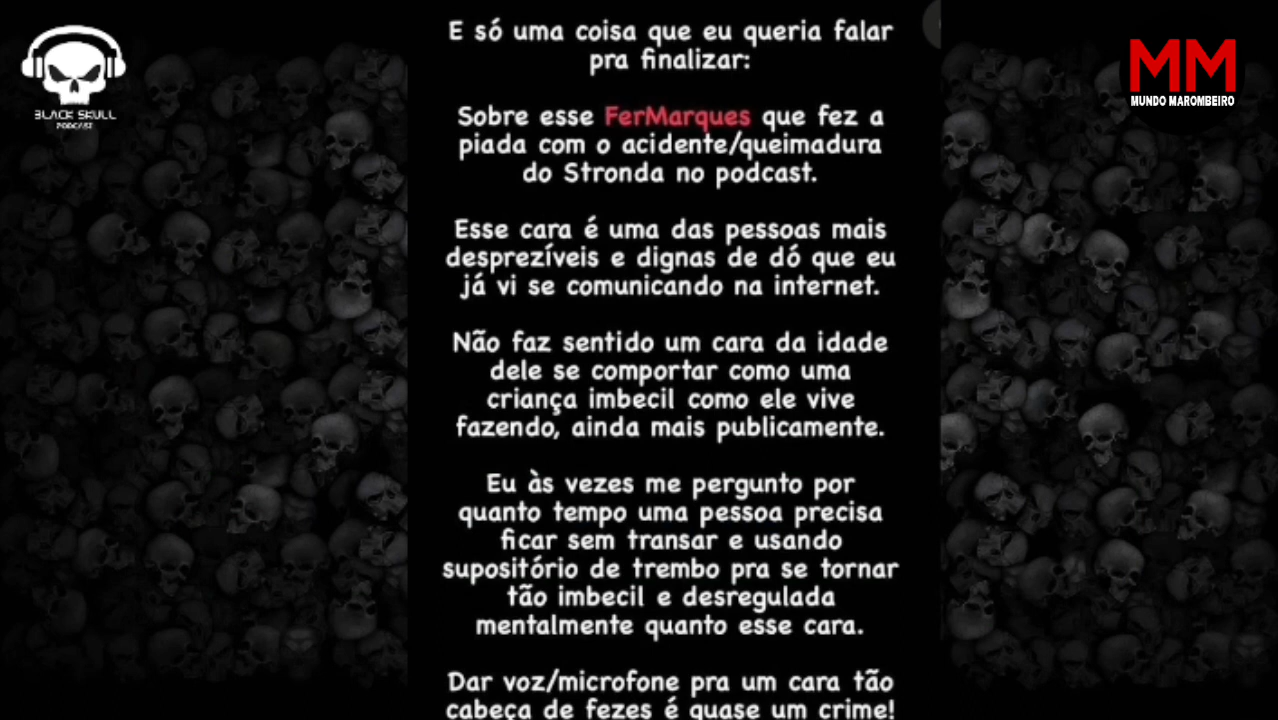 BLACK SKULL
PODCAST
MM
MUNDO MAROMBEIRO
E só uma coisa que eu queria falar
pra finalizar:
Sobre esse FerMarques que fez a
piada com o acidente/queimadura
do Stronda no podcast.
Esse cara é uma das pessoas mais
desprezíveis e dignas de dó que eu
já vi se comunicando na internet.
Não faz sentido um cara da idade
dele se comportar como uma
criança imbecil como ele vive
fazendo, ainda mais publicamente.
Eu às vezes me pergunto por
quanto tempo uma pessoa precisa
ficar sem transar e usando
supositório de trembo pra se tornar
tão imbecil e desregulada
mentalmente quanto esse cara.
Dar voz/microfone pra um cara tão
cabeça de fezes é quase um crime!